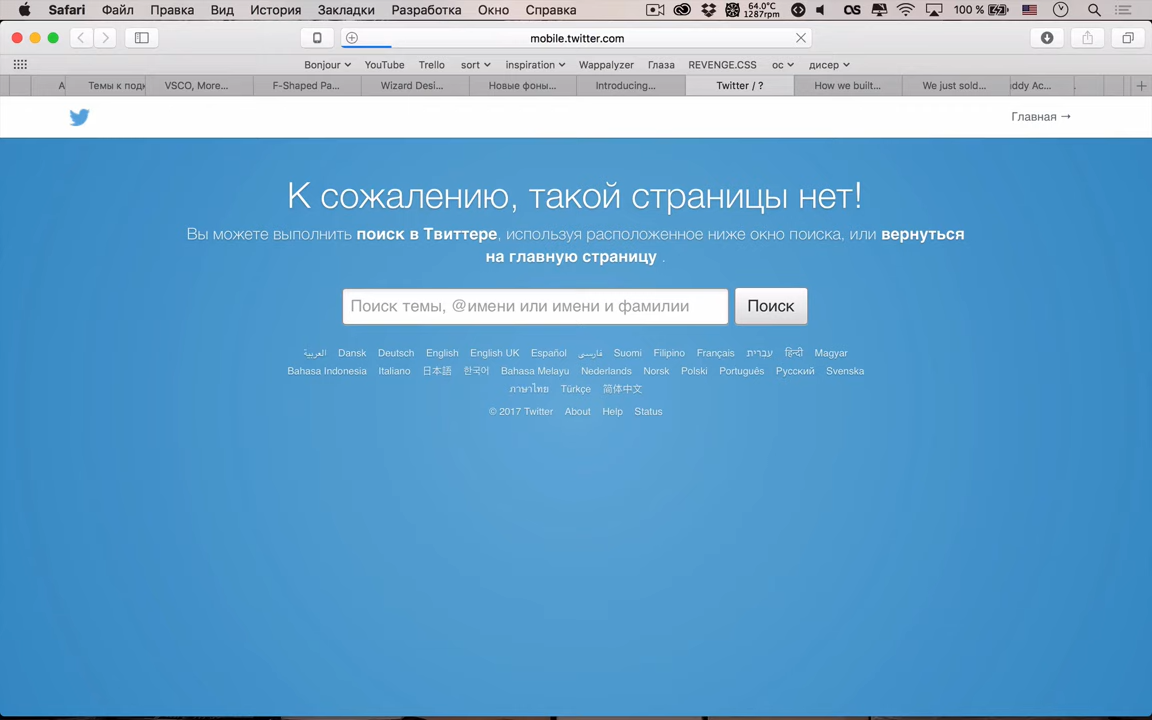 Safari Файл Правка Вид История Закладки Разработка Окно Справка 64.0°C 1287rpm 100 %
mobile.twitter.com
Bonjour YouTube Trello sort inspiration Wappalyzer Глаза REVENGE.CSS ос дисер
Темы к подк VSCO, More... F-Shaped Pa... Wizard Desi... Новые фоны... Introducing... Twitter / ? How we built... We just sold... ddy Ac...
Главная →
К сожалению, такой страницы нет!
Вы можете выполнить поиск в Твиттере, используя расположенное ниже окно поиска, или вернуться
на главную страницу .
Поиск темы, @имени или имени и фамилии Поиск
العربية Dansk Deutsch English English UK Español فارسی Suomi Filipino Français עברית हिन्दी Magyar
Bahasa Indonesia Italiano 日本語 한국어 Bahasa Melayu Nederlands Norsk Polski Português Русский Svenska
ภาษาไทย Türkçe 简体中文
© 2017 Twitter About Help Status